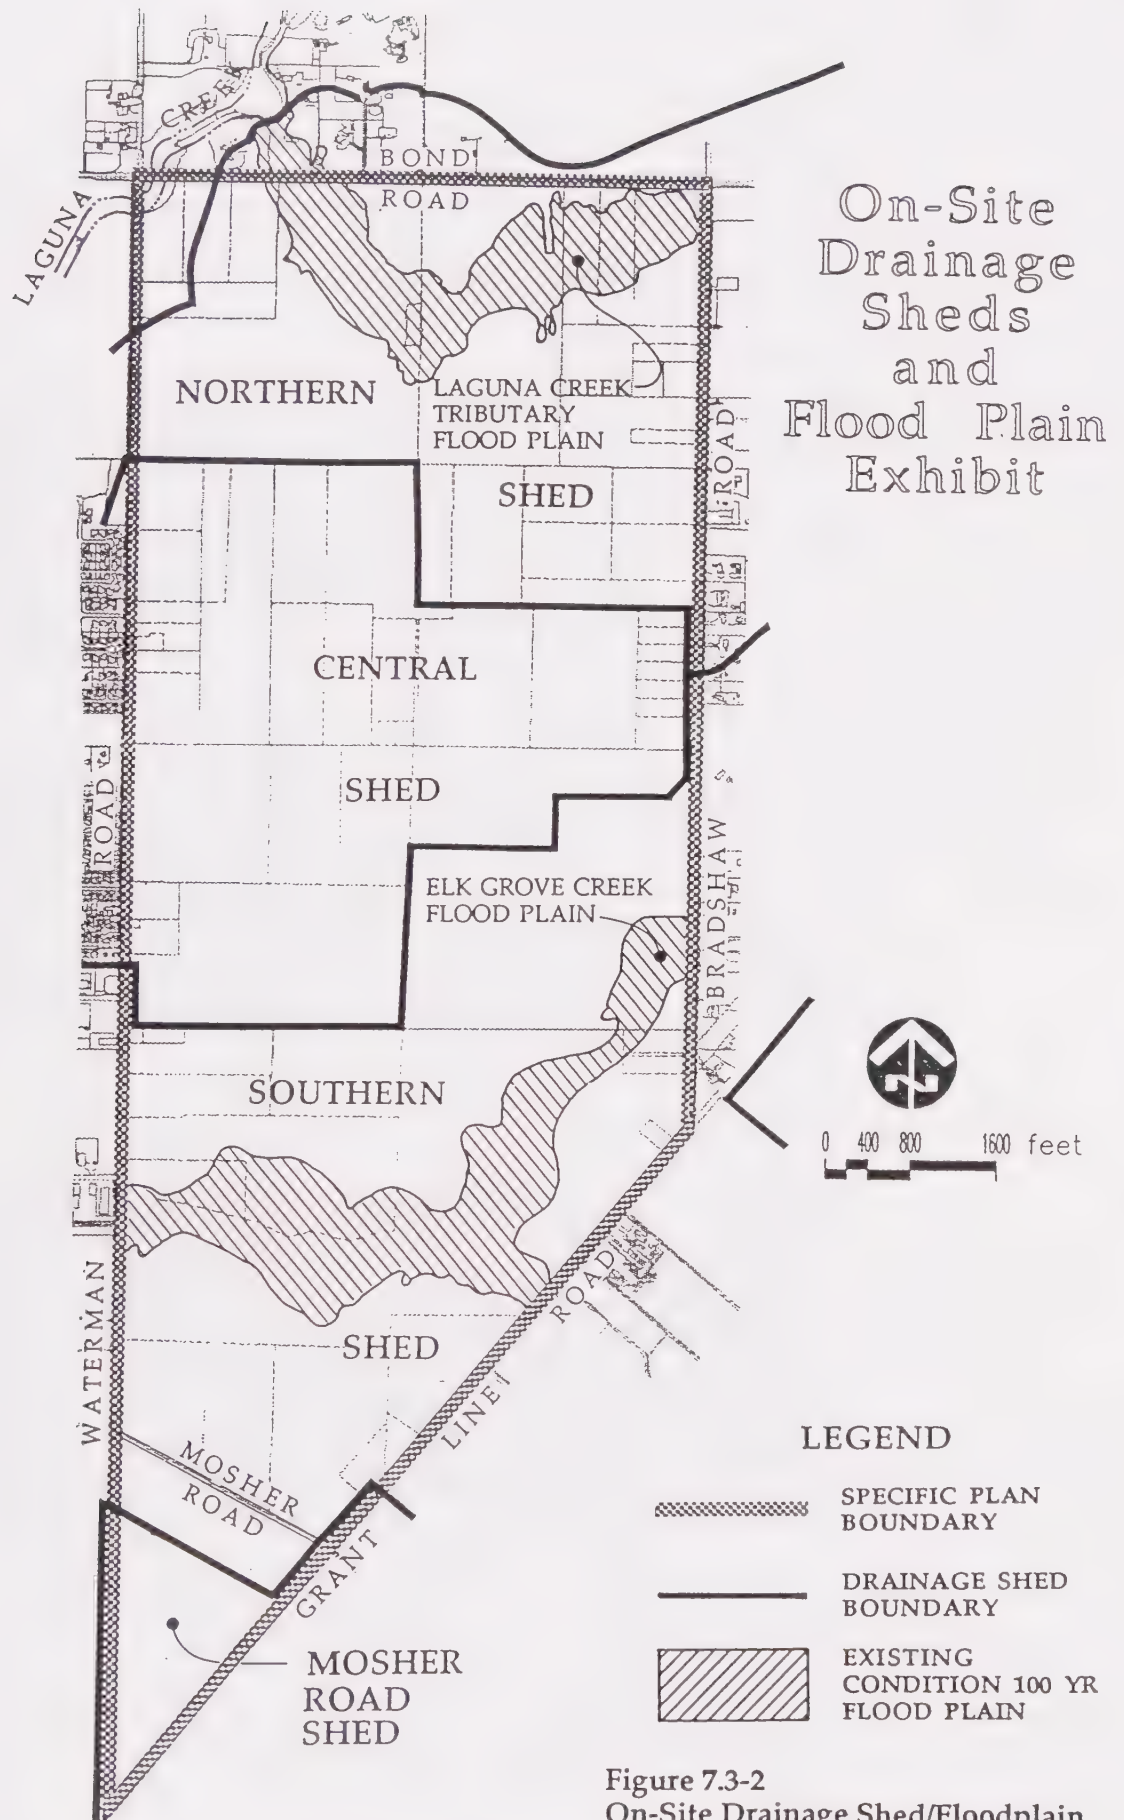 On-Site
Drainage
Sheds
and
Flood Plain
Exhibit
LAGUNA CREEK
BOND
ROAD
NORTHERN
LAGUNA CREEK
TRIBUTARY
FLOOD PLAIN
SHED
ROAD
CENTRAL
SHED
ROAD
BRADSHAW
ELK GROVE CREEK
FLOOD PLAIN
SOUTHERN
N
0 400 800 1600 feet
WATERMAN
SHED
ROAD
LINE
GRANT
MOSHER
ROAD
MOSHER
ROAD
SHED
LEGEND
SPECIFIC PLAN
BOUNDARY
DRAINAGE SHED
BOUNDARY
EXISTING
CONDITION 100 YR
FLOOD PLAIN
Figure 7.3-2
On-Site Drainage Shed/Floodplain